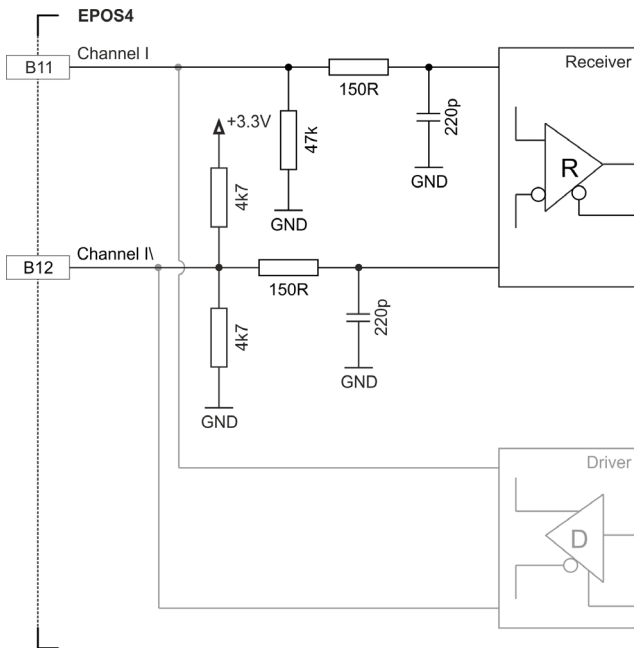 EPOS4
B11
Channel I
Receiver
150R
220p
+3.3V
47k
GND
R
4k7
GND
B12
Channel I\
150R
220p
4k7
GND
GND
Driver
D